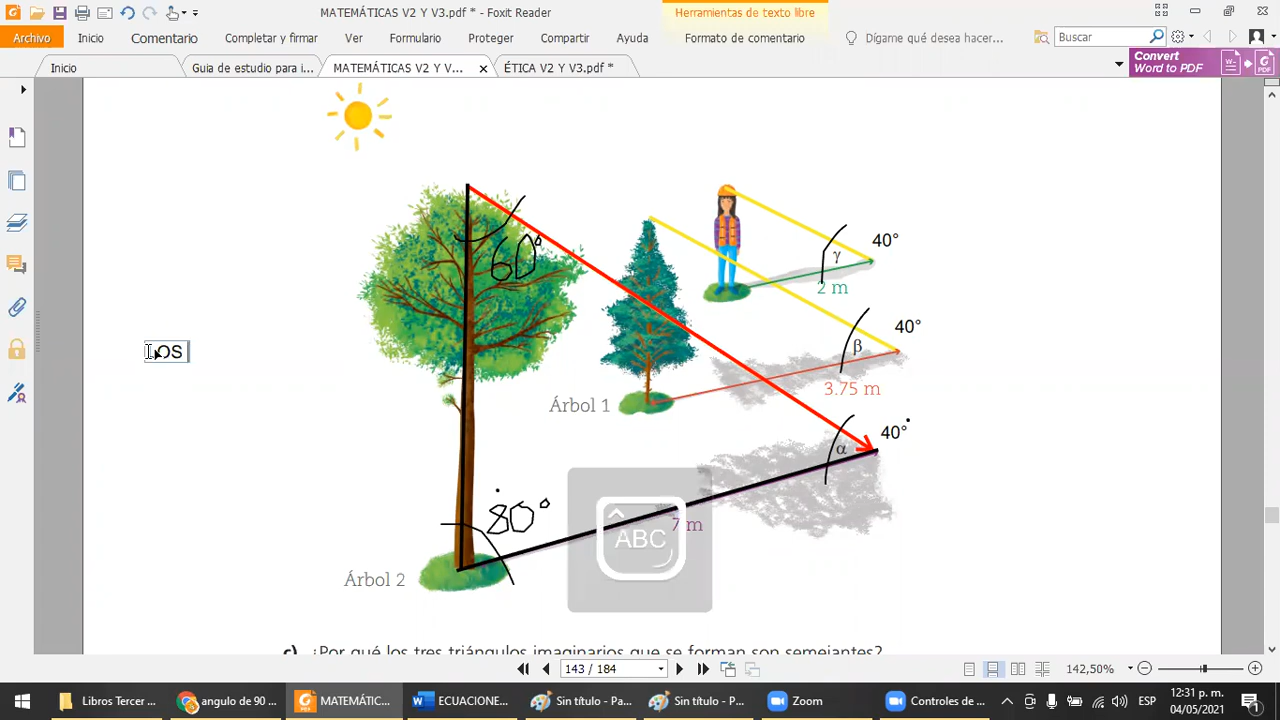 MATEMÁTICAS V2 Y V3.pdf * - Foxit Reader
Herramientas de texto libre
Archivo Inicio Comentario Completar y firmar Ver Formulario Proteger Compartir Ayuda Formato de comentario Dígame qué desea hacer... Buscar
Inicio Guia de estudio para i... MATEMÁTICAS V2 Y V... ÉTICA V2 Y V3.pdf *
Convert
Word to PDF
60°
γ
40°
2 m
40°
β
LOS
3.75 m
Árbol 1
40°
α
80°
7 m
ABC
Árbol 2
c) ¿Por qué los tres triángulos imaginarios que se forman son semejantes?
143 / 184
142,50%
Libros Tercer ... angulo de 90 ... MATEMÁTIC... ECUACIONE... Sin título - Pa... Sin título - P... Zoom Controles de ... ESP
12:31 p. m.
04/05/2021
1